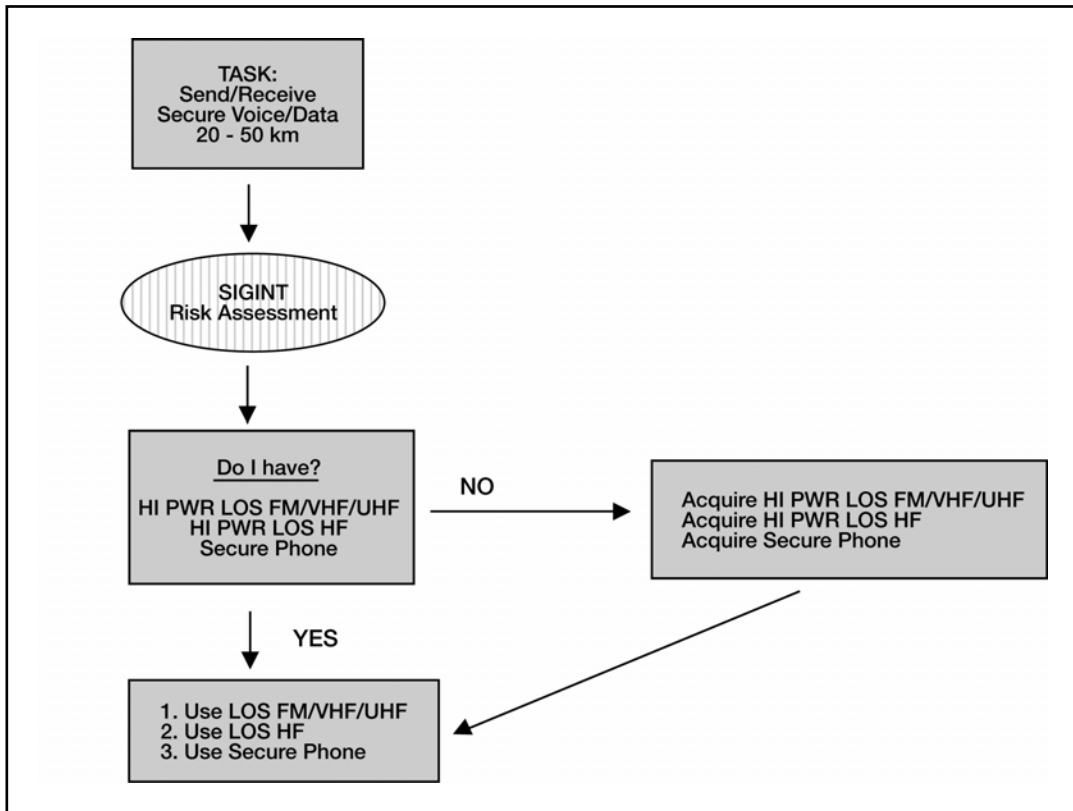 TASK:
Send/Receive
Secure Voice/Data
20 - 50 km
SIGINT
Risk Assessment
Do I have?
HI PWR LOS FM/VHF/UHF
HI PWR LOS HF
Secure Phone
NO
Acquire HI PWR LOS FM/VHF/UHF
Acquire HI PWR LOS HF
Acquire Secure Phone
YES
1. Use LOS FM/VHF/UHF
2. Use LOS HF
3. Use Secure Phone